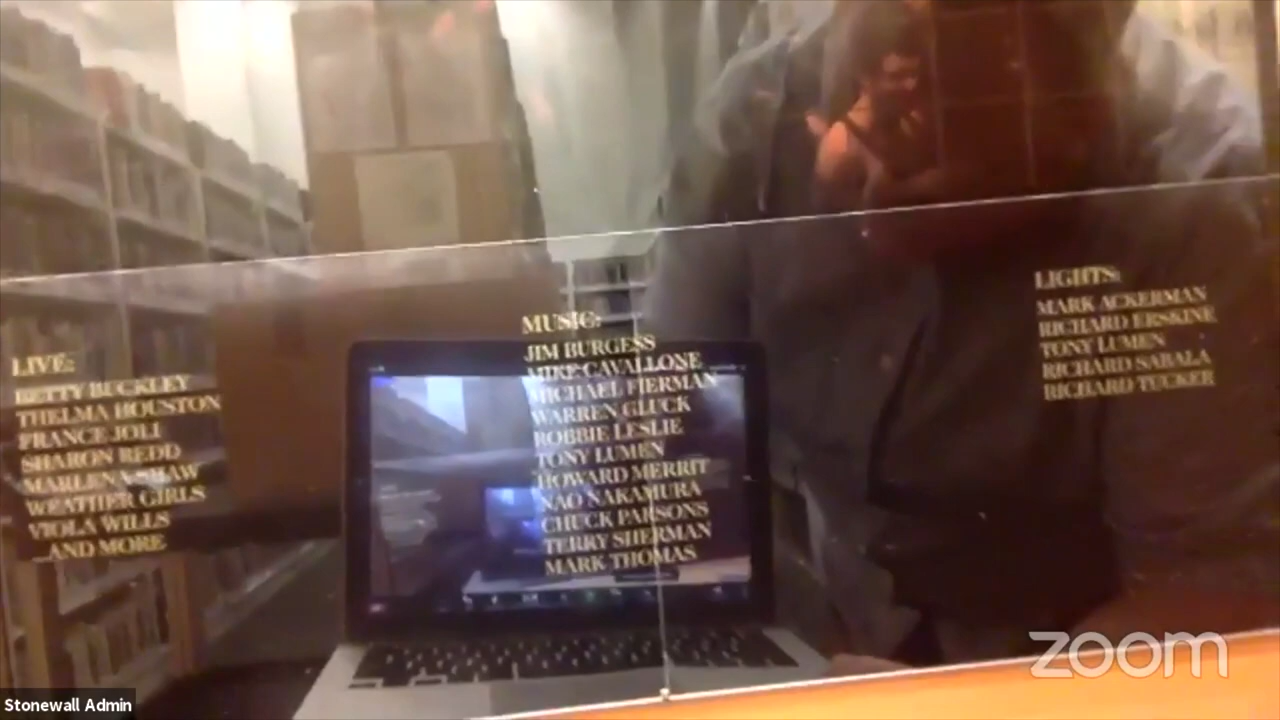 LIVE:
BETTY BUCKLEY
THELMA HOUSTON
FRANCE JOLI
SHARON REDD
MARLENA SHAW
WEATHER GIRLS
VIOLA WILLS
...AND MORE
MUSIC:
JIM BURGESS
MIKE CAVALLONE
MICHAEL FIERMAN
WARREN GLUCK
ROBBIE LESLIE
TONY LUMEN
HOWARD MERRIT
NAO NAKAMURA
CHUCK PARSONS
TERRY SHERMAN
MARK THOMAS
LIGHTS:
MARK ACKERMAN
RICHARD ERSKINE
TONY LUMEN
RICHARD SABALA
RICHARD TUCKER
zoom
Stonewall Admin